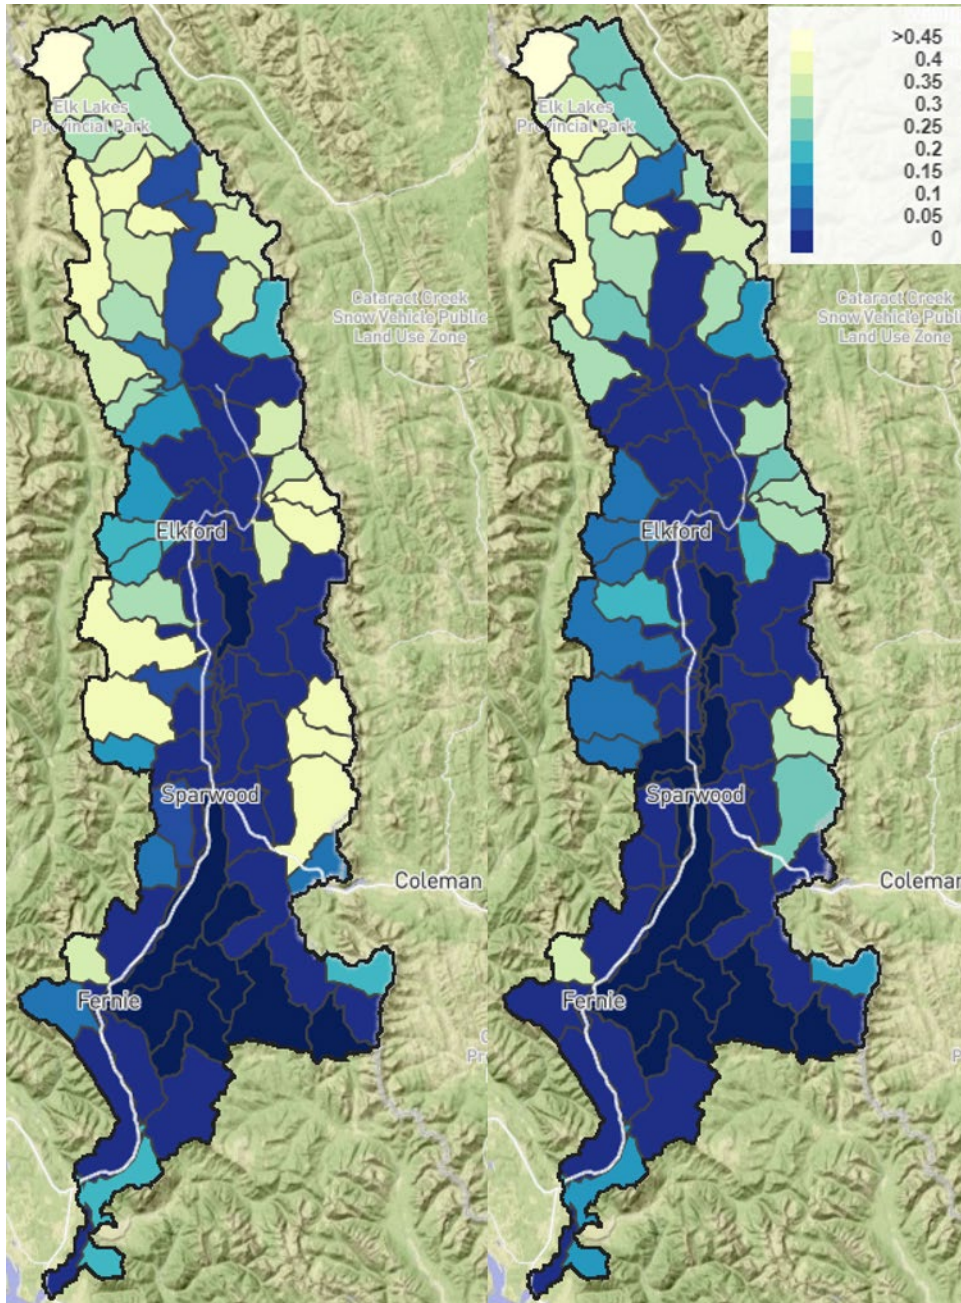 Elk Lakes
Provincial Park
Cataract Creek
Snow Vehicle Public
Land Use Zone
Elkford
Sparwood
Coleman
Fernie
Elk Lakes
Provincial Park
Cataract Creek
Snow Vehicle Publ
Land Use Zone
Elkford
Sparwood
Coleman
Fernie
>0.45
0.4
0.35
0.3
0.25
0.2
0.15
0.1
0.05
0